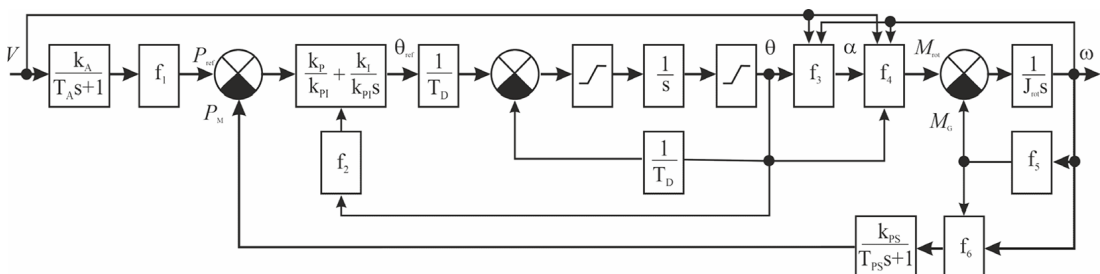 V
k_A
T_A s+1
f_1
P_ref
P_M
k_P
k_PI
+
k_I
k_PI s
f_2
θ_ref
1
T_D
1
s
1
T_D
θ
f_3
α
f_4
M_rot
M_G
1
J_rot s
ω
f_5
f_6
k_PS
T_PS s+1